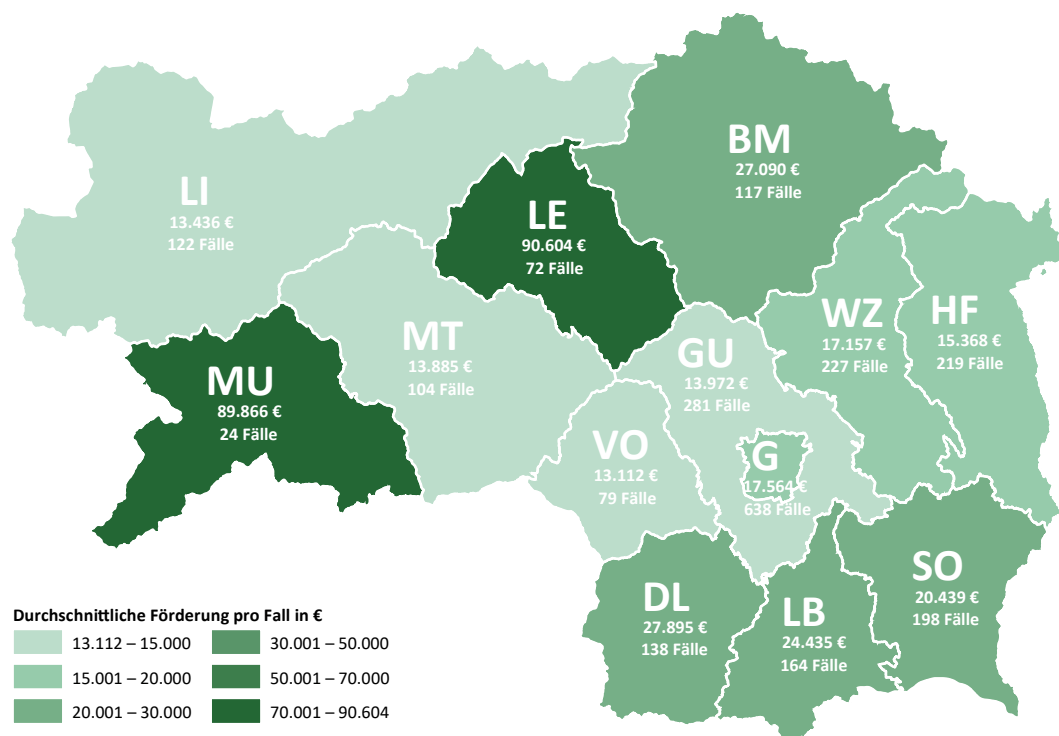 BM
27.090 €
117 Fälle
LI
13.436 €
122 Fälle
LE
90.604 €
72 Fälle
WZ
17.157 €
227 Fälle
HF
15.368 €
219 Fälle
MT
13.885 €
104 Fälle
GU
13.972 €
281 Fälle
MU
89.866 €
24 Fälle
VO
13.112 €
79 Fälle
G
17.564 €
638 Fälle
SO
20.439 €
198 Fälle
DL
27.895 €
138 Fälle
LB
24.435 €
164 Fälle
Durchschnittliche Förderung pro Fall in €
13.112 – 15.000
15.001 – 20.000
20.001 – 30.000
30.001 – 50.000
50.001 – 70.000
70.001 – 90.604